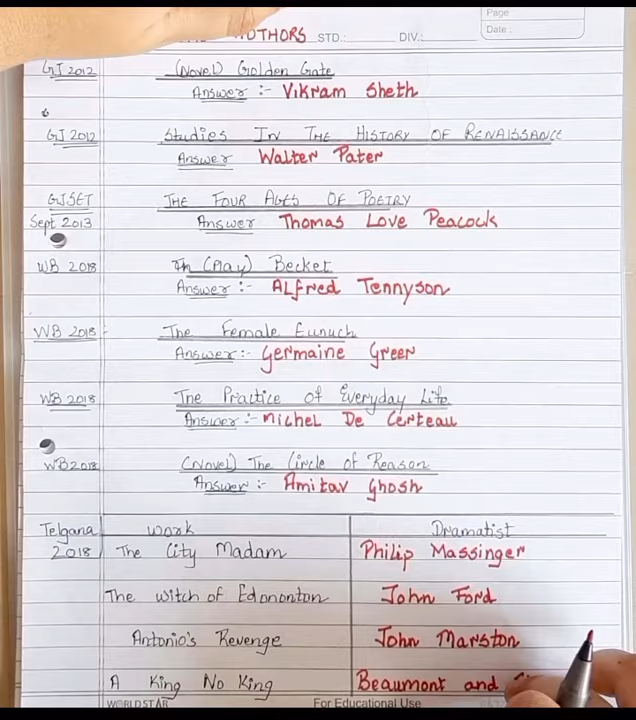 Page
Date :
AUTHORS STD.: DIV.:
GJ 2012 (Novel) Golden Gate
Answer :- Vikram Sheth
GJ 2012 Studies In The History of Renaissance
Answer Walter Pater
GJSET The Four Ages Of Poetry
Sept 2013 Answer Thomas Love Peacock
WB 2018 (Play) Becket
Answer :- Alfred Tennyson
WB 2018 The Female Eunuch
Answer :- Germaine Greer
WB 2018 The Practice of Everyday Life
Answer :- Michel De Certeau
WB2018 (Novel) The Circle of Reason
Answer :- Amitav Ghosh
Telgana Work Dramatist
2018 The City Madam Philip Massinger
The Witch of Edmonton John Ford
Antonio's Revenge John Marston
A King No King Beaumont and
WORLDSTAR For Educational Use